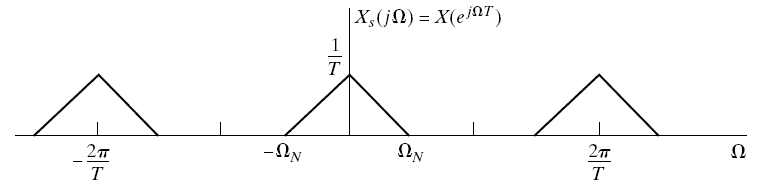 X_s(jΩ) = X(e^{jΩT})
1/T
-2π/T
-Ω_N
Ω_N
2π/T
Ω